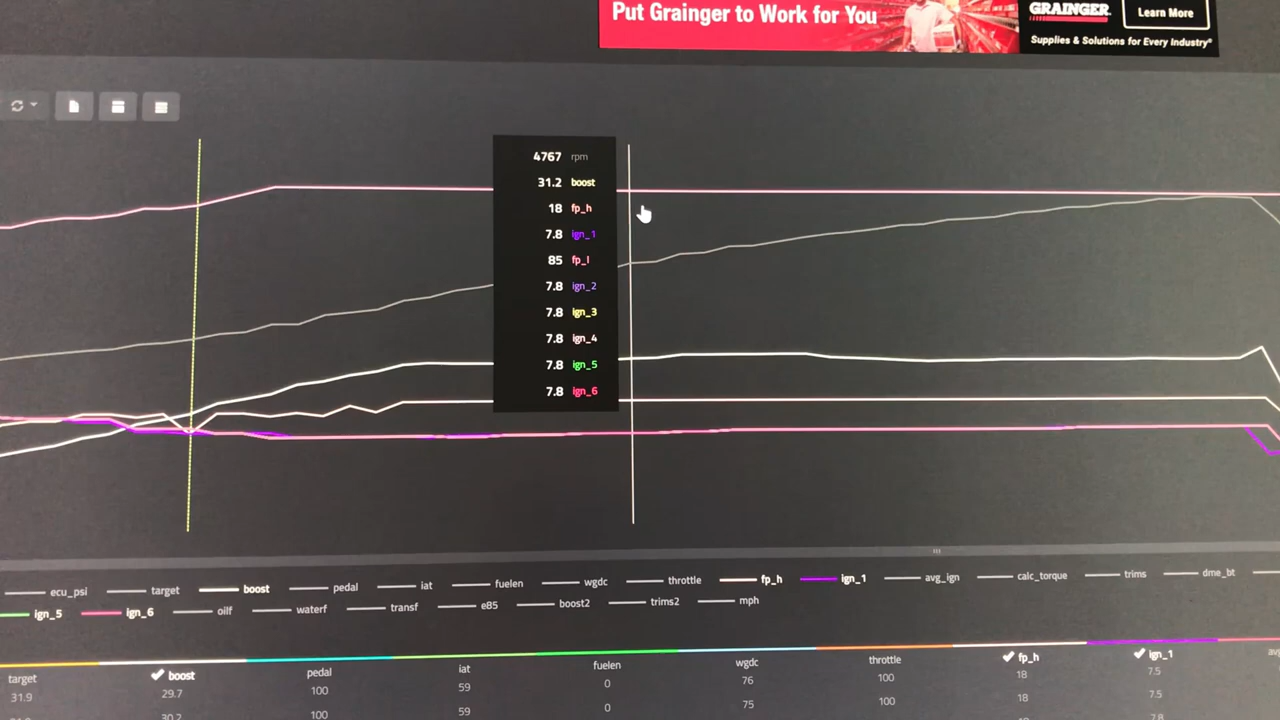 Put Grainger to Work for You
GRAINGER
Learn More
Supplies & Solutions for Every Industry®
4767 rpm
31.2 boost
18 fp_h
7.8 ign_1
85 fp_l
7.8 ign_2
7.8 ign_3
7.8 ign_4
7.8 ign_5
7.8 ign_6
ecu_psi target boost pedal iat fuelen wgdc throttle fp_h ign_1 avg_ign calc_torque trims dme_bt
ign_5 ign_6 oilf waterf transf e85 boost2 trims2 mph
target boost pedal iat fuelen wgdc throttle fp_h ign_1
31.9 29.7 100 59 0 76 100 18 7.5
30.2 100 59 0 75 100 18 7.5